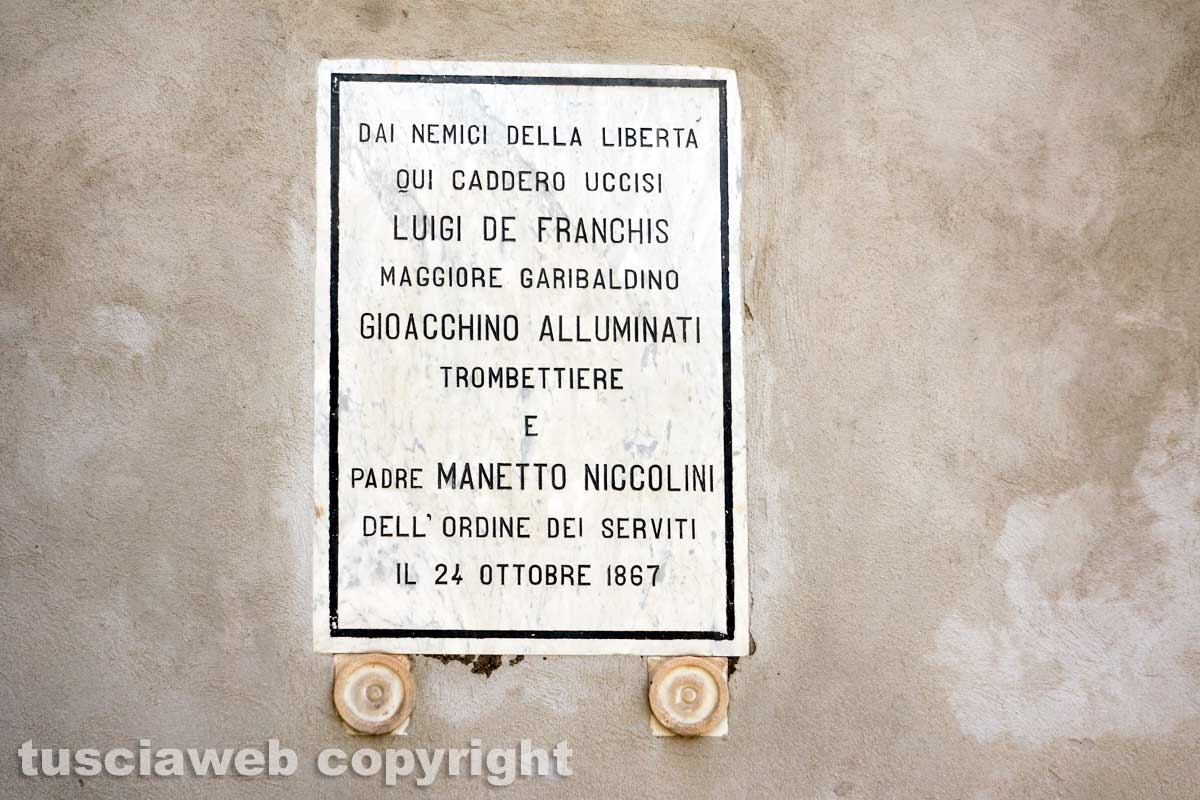 DAI NEMICI DELLA LIBERTÀ
QUI CADDERO UCCISI
LUIGI DE FRANCHIS
MAGGIORE GARIBALDINO
GIOACCHINO ALLUMINATI
TROMBETTIERE
E
PADRE MANETTO NICCOLINI
DELL' ORDINE DEI SERVITI
IL 24 OTTOBRE 1867
tusciaweb copyright